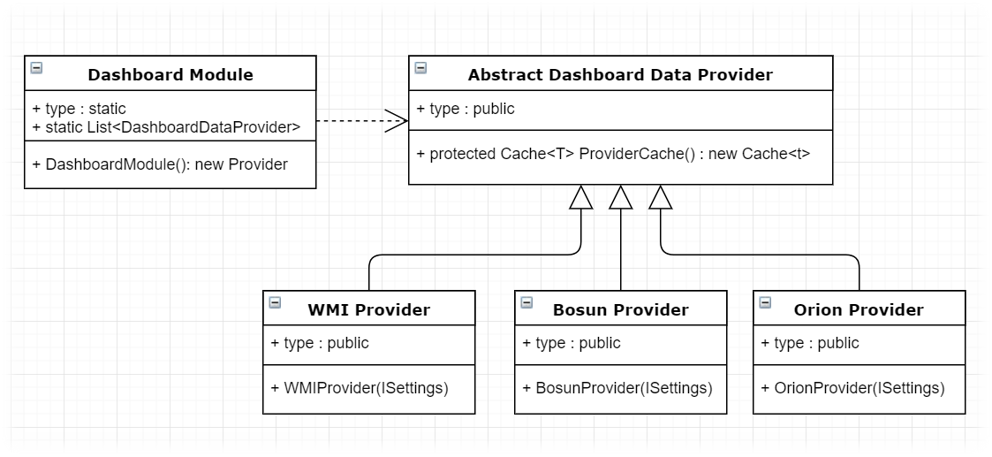 Dashboard Module
+ type : static
+ static List<DashboardDataProvider>
+ DashboardModule(): new Provider
Abstract Dashboard Data Provider
+ type : public
+ protected Cache<T> ProviderCache() : new Cache<t>
WMI Provider
+ type : public
+ WMIProvider(ISettings)
Bosun Provider
+ type : public
+ BosunProvider(ISettings)
Orion Provider
+ type : public
+ OrionProvider(ISettings)